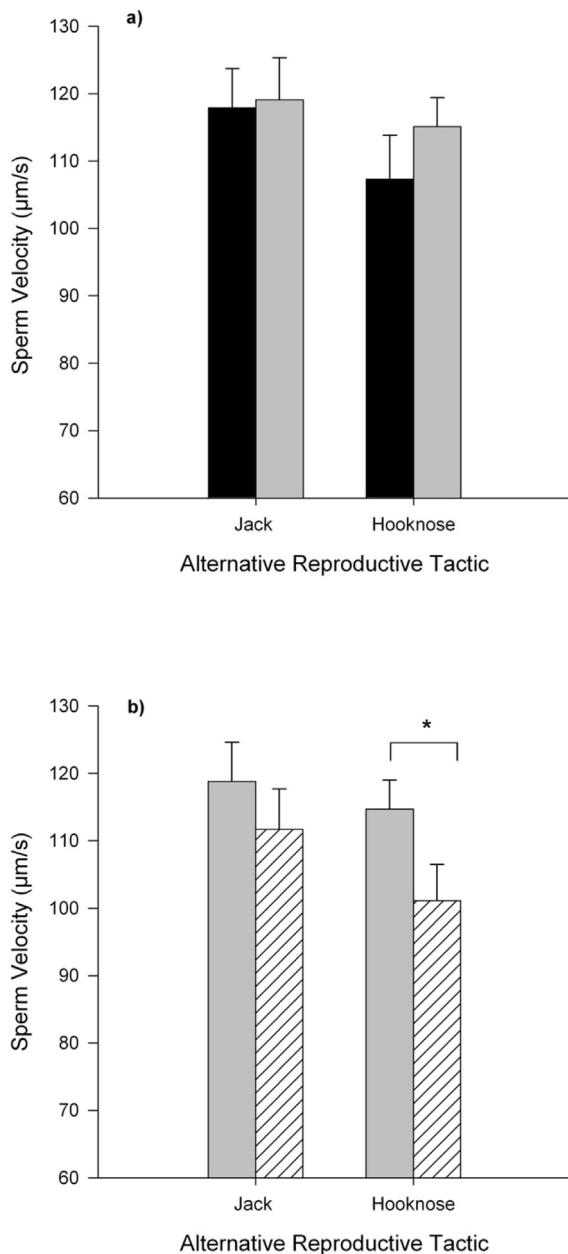 a)
130
120
110
100
90
80
70
60
Sperm Velocity (µm/s)
Jack Hooknose
Alternative Reproductive Tactic
b)
*
130
120
110
100
90
80
70
60
Sperm Velocity (µm/s)
Jack Hooknose
Alternative Reproductive Tactic